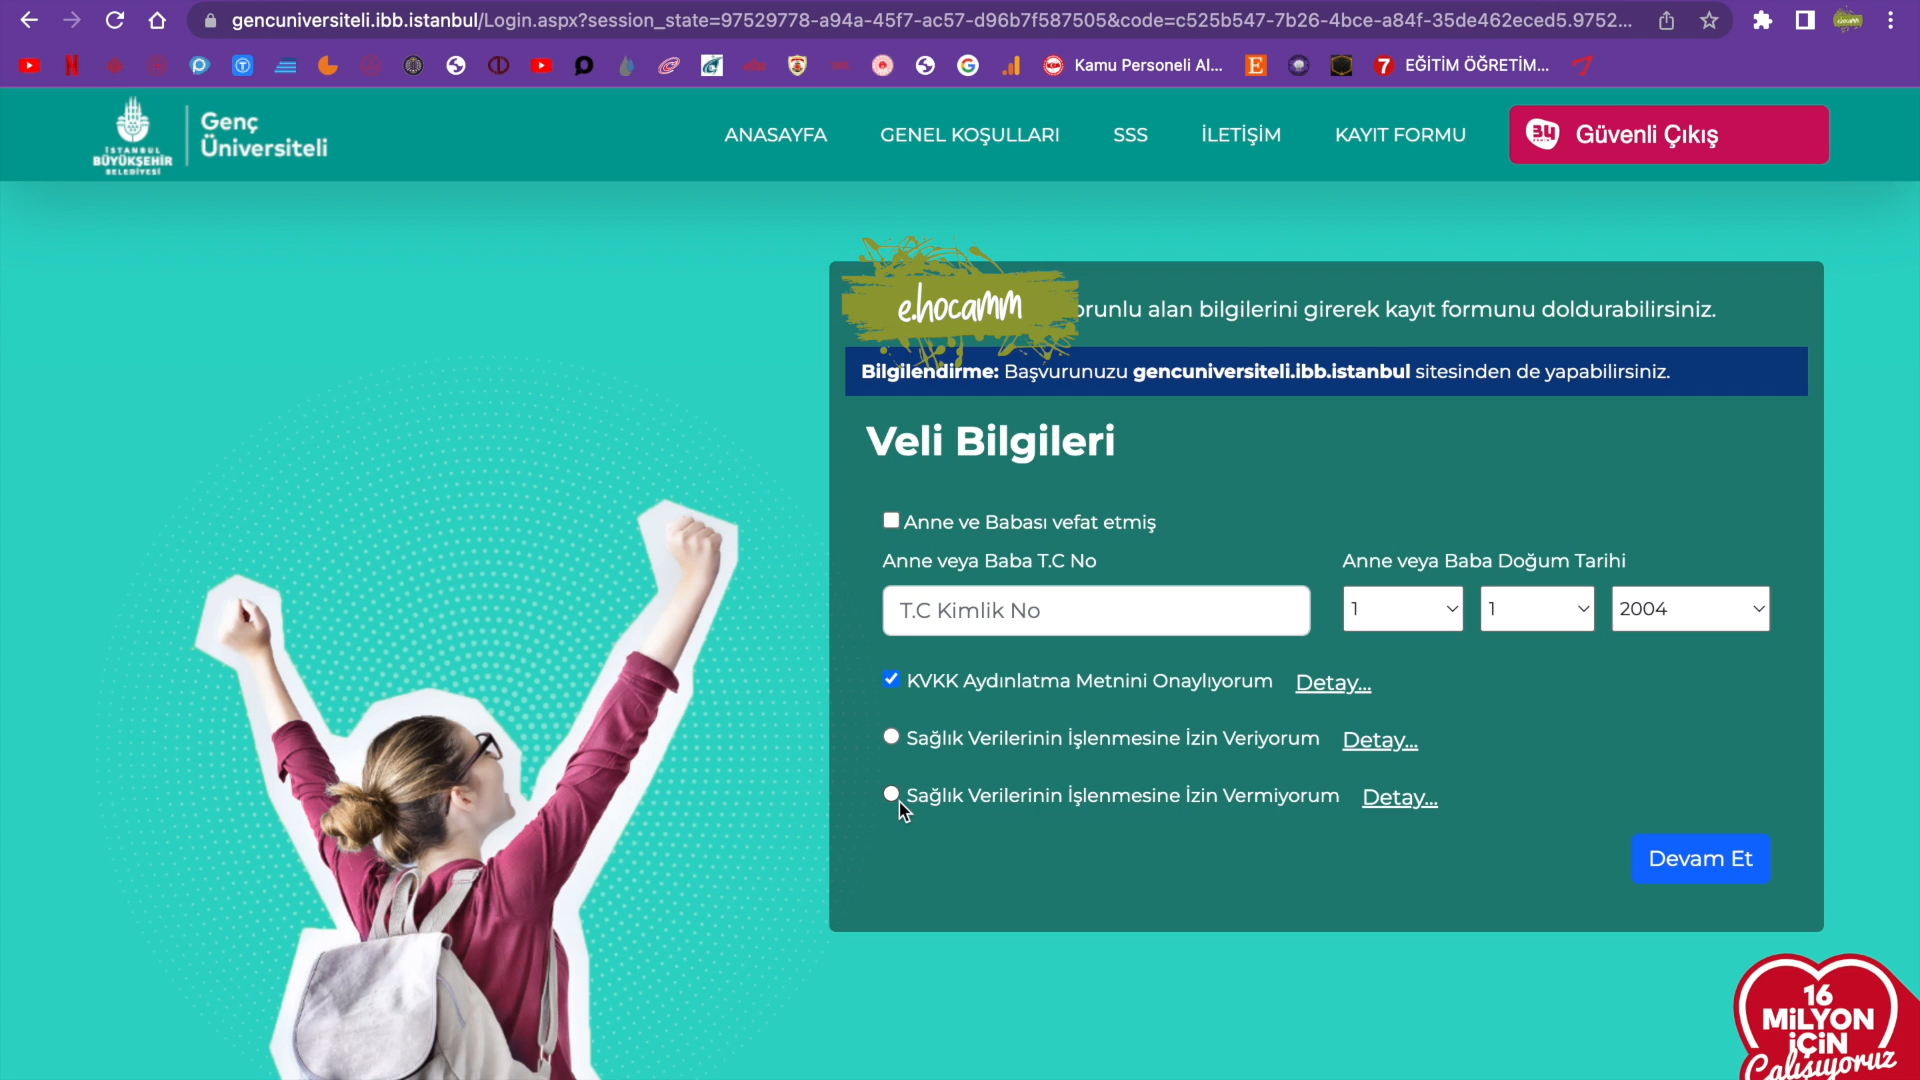 gencuniversiteli.ibb.istanbul/Login.aspx?session_state=97529778-a94a-45f7-ac57-d96b7f587505&code=c525b547-7b26-4bce-a84f-35de462eced5.9752...
Kamu Personeli Al...
EĞİTİM ÖĞRETİM...
İSTANBUL
BÜYÜKŞEHİR
BELEDİYESİ
Genç
Üniversiteli
ANASAYFA
GENEL KOŞULLARI
SSS
İLETİŞİM
KAYIT FORMU
34
Güvenli Çıkış
e.hocamm
orunlu alan bilgilerini girerek kayıt formunu doldurabilirsiniz.
Bilgilendirme: Başvurunuzu gencuniversiteli.ibb.istanbul sitesinden de yapabilirsiniz.
Veli Bilgileri
Anne ve Babası vefat etmiş
Anne veya Baba T.C No
Anne veya Baba Doğum Tarihi
T.C Kimlik No
1
1
2004
KVKK Aydınlatma Metnini Onaylıyorum Detay...
Sağlık Verilerinin İşlenmesine İzin Veriyorum Detay...
Sağlık Verilerinin İşlenmesine İzin Vermiyorum Detay...
Devam Et
16
MİLYON
İÇİN
Çalışıyoruz